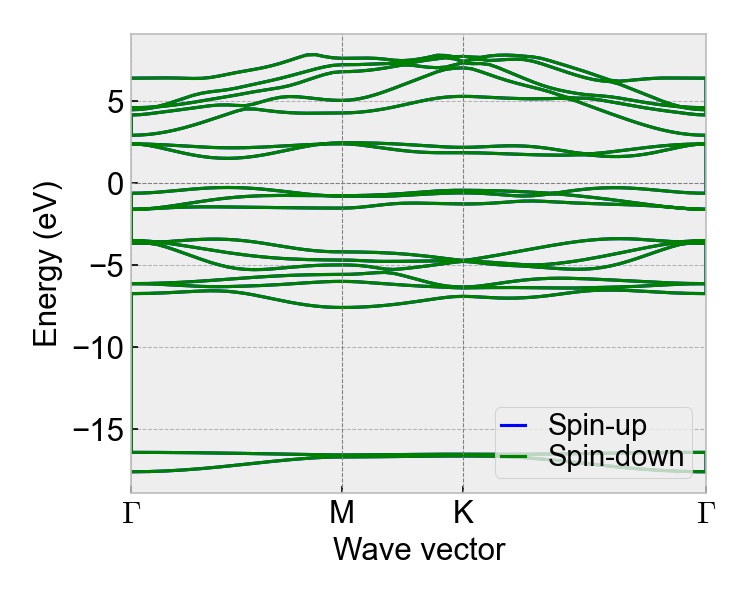 5
0
−5
−10
−15
Energy (eV)
Spin-up
Spin-down
Γ M K Γ
Wave vector